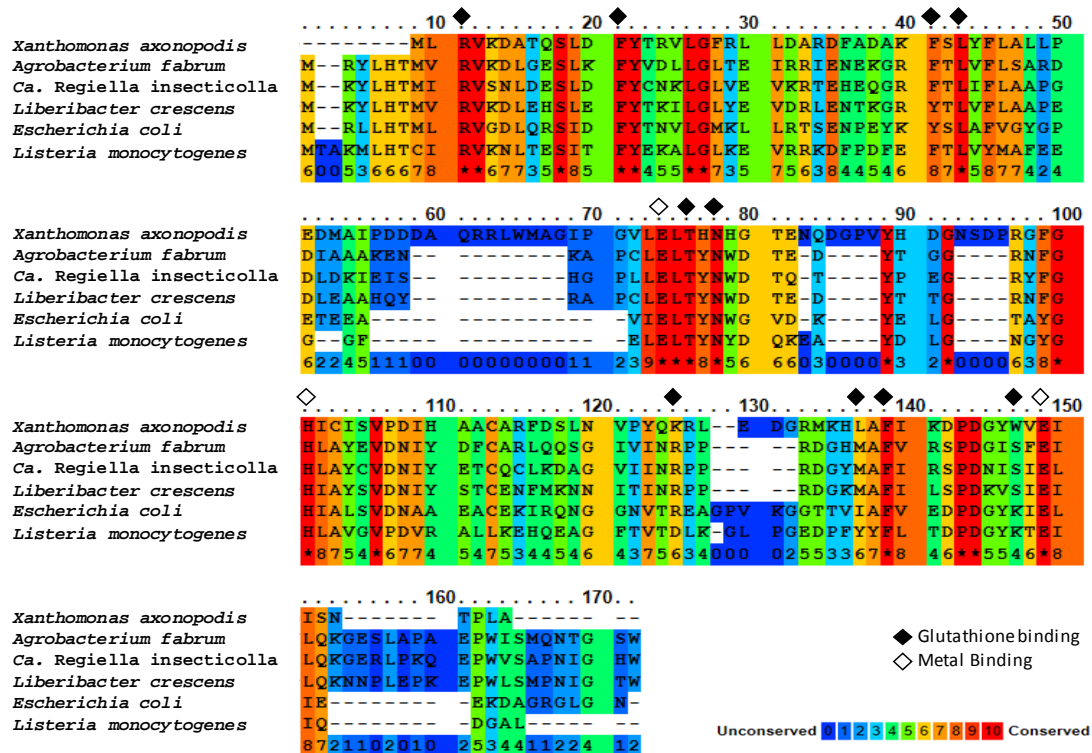 10 20 30 40 50
Xanthomonas axonopodis --------ML RVKDATQSLD FYTRVLGFRL LDARDFADAK FSLYFLALLP
Agrobacterium fabrum M--RYLHTMV RVKDLGESLK FYVDLLGLTE IRRIENEKGR FTLVFLSARD
Ca. Regiella insecticolla M--KYLHTMI RVSNLDESLE FYCNKLGLVE VKRTEHEQGR YTLIFLAAPG
Liberibacter crescens M--KYLHTMV RVKDLEHSLE FYTKILGLYE VDRLENTKGR YTLVFLAAPE
Escherichia coli M--RLLHTML RVGDLQRSID FYTNVLGMKL LRTSENPEYK YSLAFVGYGP
Listeria monocytogenes MTAKMLHTCI RVKNLTESIT FYEKALGLKE VRRKDFPDFE FTLVYMAFEE
6005366678 **67735*8* **455**735 7563844546 87*5877424
60 70 80 90 100
Xanthomonas axonopodis EDMAIPDDDA QRRLWMAGIP GVLELTHNHG TENQDGPVYH DGNSDPRGFG
Agrobacterium fabrum DIAAAKEN-- --------KA PCLELTYNWD TE-D----YT GG----RNFG
Ca. Regiella insecticolla DLDKIEIS-- --------HG PLLELTYNWD TQ-T----YP EG----RNFG
Liberibacter crescens DLEAAHQY-- --------RA PCLELTYNWD TE-D----YT TG----RNFG
Escherichia coli ETEEA----- ---------- -VIELTYNWG VD-K----YE LG----TAYG
Listeria monocytogenes G-GF------ ---------- -ELELTYNYD QKEA----YD LG----NGYG
6224511100 0000000011 239***8*56 66030000*3 2*0000638*
110 120 130 140 150
Xanthomonas axonopodis HICISVPDIH AACARFDSLN VPYQKRL--E DGRMKHLAFI KDPDGYWVEI
Agrobacterium fabrum HLAYEVDNIY DFCARLQQSG IVINRPP--- --RDGHMAFV RSPDGISFEI
Ca. Regiella insecticolla HLAYCVDNIY ETCQCLKDAG VIINRPP--- --RDGYMAFI RSPDNISIEL
Liberibacter crescens HIAYSVDNIY STCENFMKNN ITINRPP--- --RDGKMAFI LSPDKVSIEI
Escherichia coli HIALSVDNAA EACEKIRQNG GNVTREAGPV KGGTTVIAFV EDPDGYKIEL
Listeria monocytogenes HLAVGVPDVR ALLKEHQEAG FTVTDLK-GL PGEDPFYYFL TDPDGYKTEI
*8754*6774 5475344546 4375634000 0255336​7*8 46**5546*8
160 170
Xanthomonas axonopodis ISN------- TPLA------
Agrobacterium fabrum LQKGESLAPA EPWISMQNTG SW
Ca. Regiella insecticolla LQKGERLPKQ EPWVSAPNIG HW
Liberibacter crescens LQKNNPLEPK EPWLSMPNIG TW
Escherichia coli IE-------- -EKDAGRGLG N-
Listeria monocytogenes IQ-------- -DGAL-----
8721102010 2534411224 12
Glutathione binding
Metal Binding
Unconserved 0 1 2 3 4 5 6 7 8 9 10 Conserved